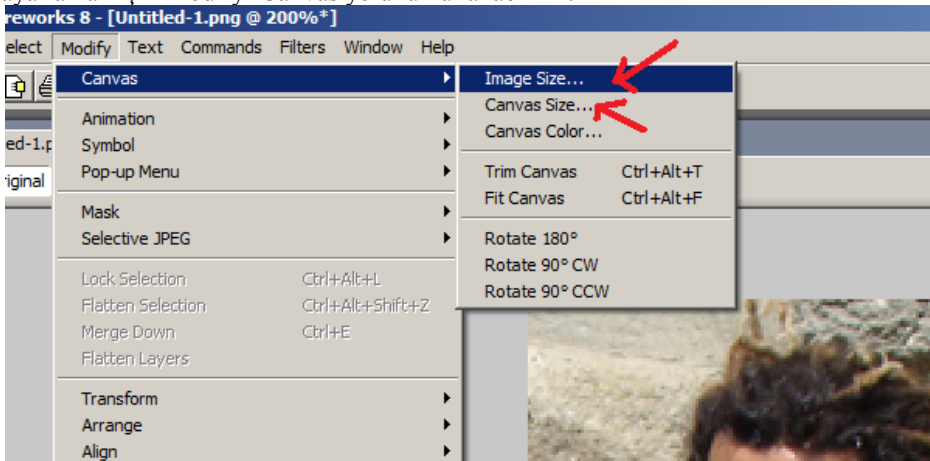 reworks 8 - [Untitled-1.png @ 200%*]
elect Modify Text Commands Filters Window Help
Canvas
Image Size...
Canvas Size...
Canvas Color...
Animation
ed-1.p
Symbol
Pop-up Menu
Trim Canvas Ctrl+Alt+T
riginal
Fit Canvas Ctrl+Alt+F
Mask
Selective JPEG
Rotate 180°
Rotate 90° CW
Rotate 90° CCW
Lock Selection Ctrl+Alt+L
Flatten Selection Ctrl+Alt+Shift+Z
Merge Down Ctrl+E
Flatten Layers
Transform
Arrange
Align